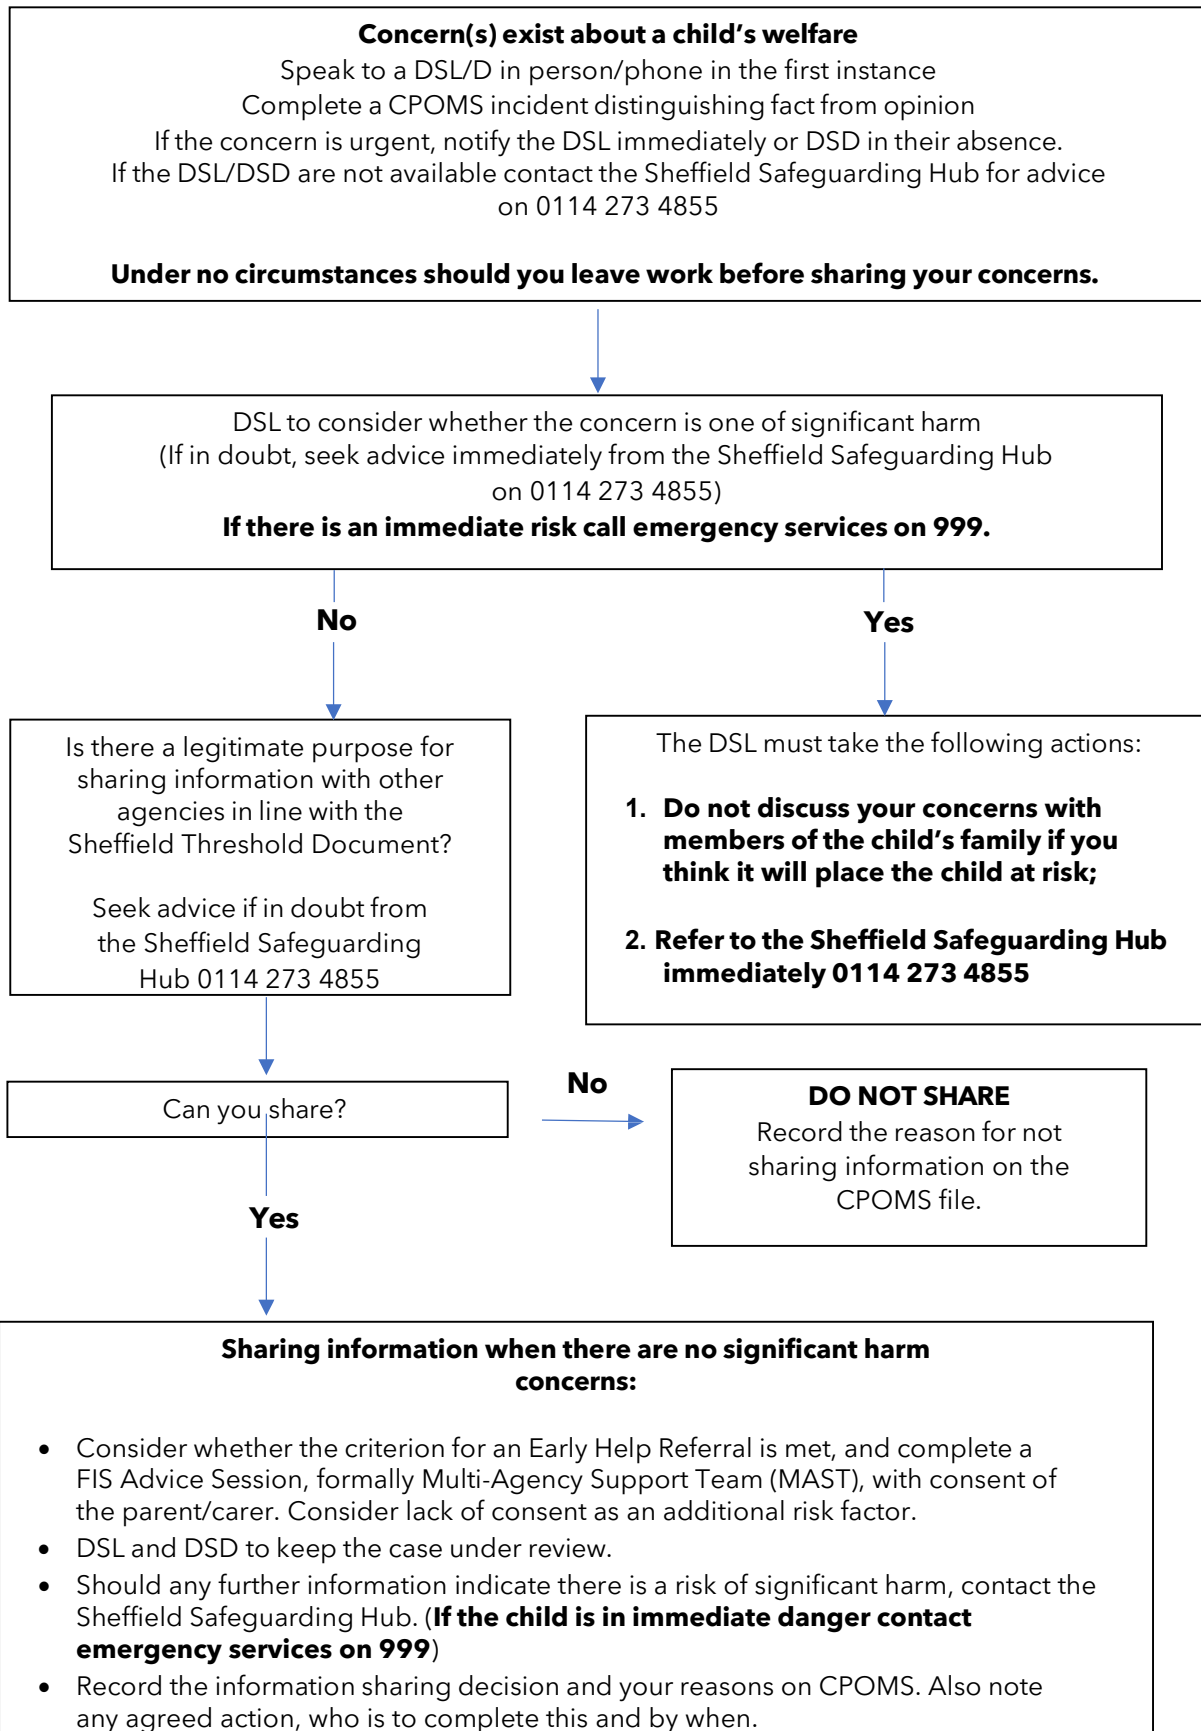 Concern(s) exist about a child's welfare
Speak to a DSL/D in person/phone in the first instance
Complete a CPOMS incident distinguishing fact from opinion
If the concern is urgent, notify the DSL immediately or DSD in their absence.
If the DSL/DSD are not available contact the Sheffield Safeguarding Hub for advice
on 0114 273 4855
Under no circumstances should you leave work before sharing your concerns.
DSL to consider whether the concern is one of significant harm
(If in doubt, seek advice immediately from the Sheffield Safeguarding Hub
on 0114 273 4855)
If there is an immediate risk call emergency services on 999.
No
Yes
Is there a legitimate purpose for
sharing information with other
agencies in line with the
Sheffield Threshold Document?
Seek advice if in doubt from
the Sheffield Safeguarding
Hub 0114 273 4855
The DSL must take the following actions:
1. Do not discuss your concerns with
members of the child's family if you
think it will place the child at risk;
2. Refer to the Sheffield Safeguarding Hub
immediately 0114 273 4855
Can you share?
No
DO NOT SHARE
Record the reason for not
sharing information on the
CPOMS file.
Yes
Sharing information when there are no significant harm
concerns:
• Consider whether the criterion for an Early Help Referral is met, and complete a
FIS Advice Session, formally Multi-Agency Support Team (MAST), with consent of
the parent/carer. Consider lack of consent as an additional risk factor.
• DSL and DSD to keep the case under review.
• Should any further information indicate there is a risk of significant harm, contact the
Sheffield Safeguarding Hub. (If the child is in immediate danger contact
emergency services on 999)
• Record the information sharing decision and your reasons on CPOMS. Also note
any agreed action, who is to complete this and by when.